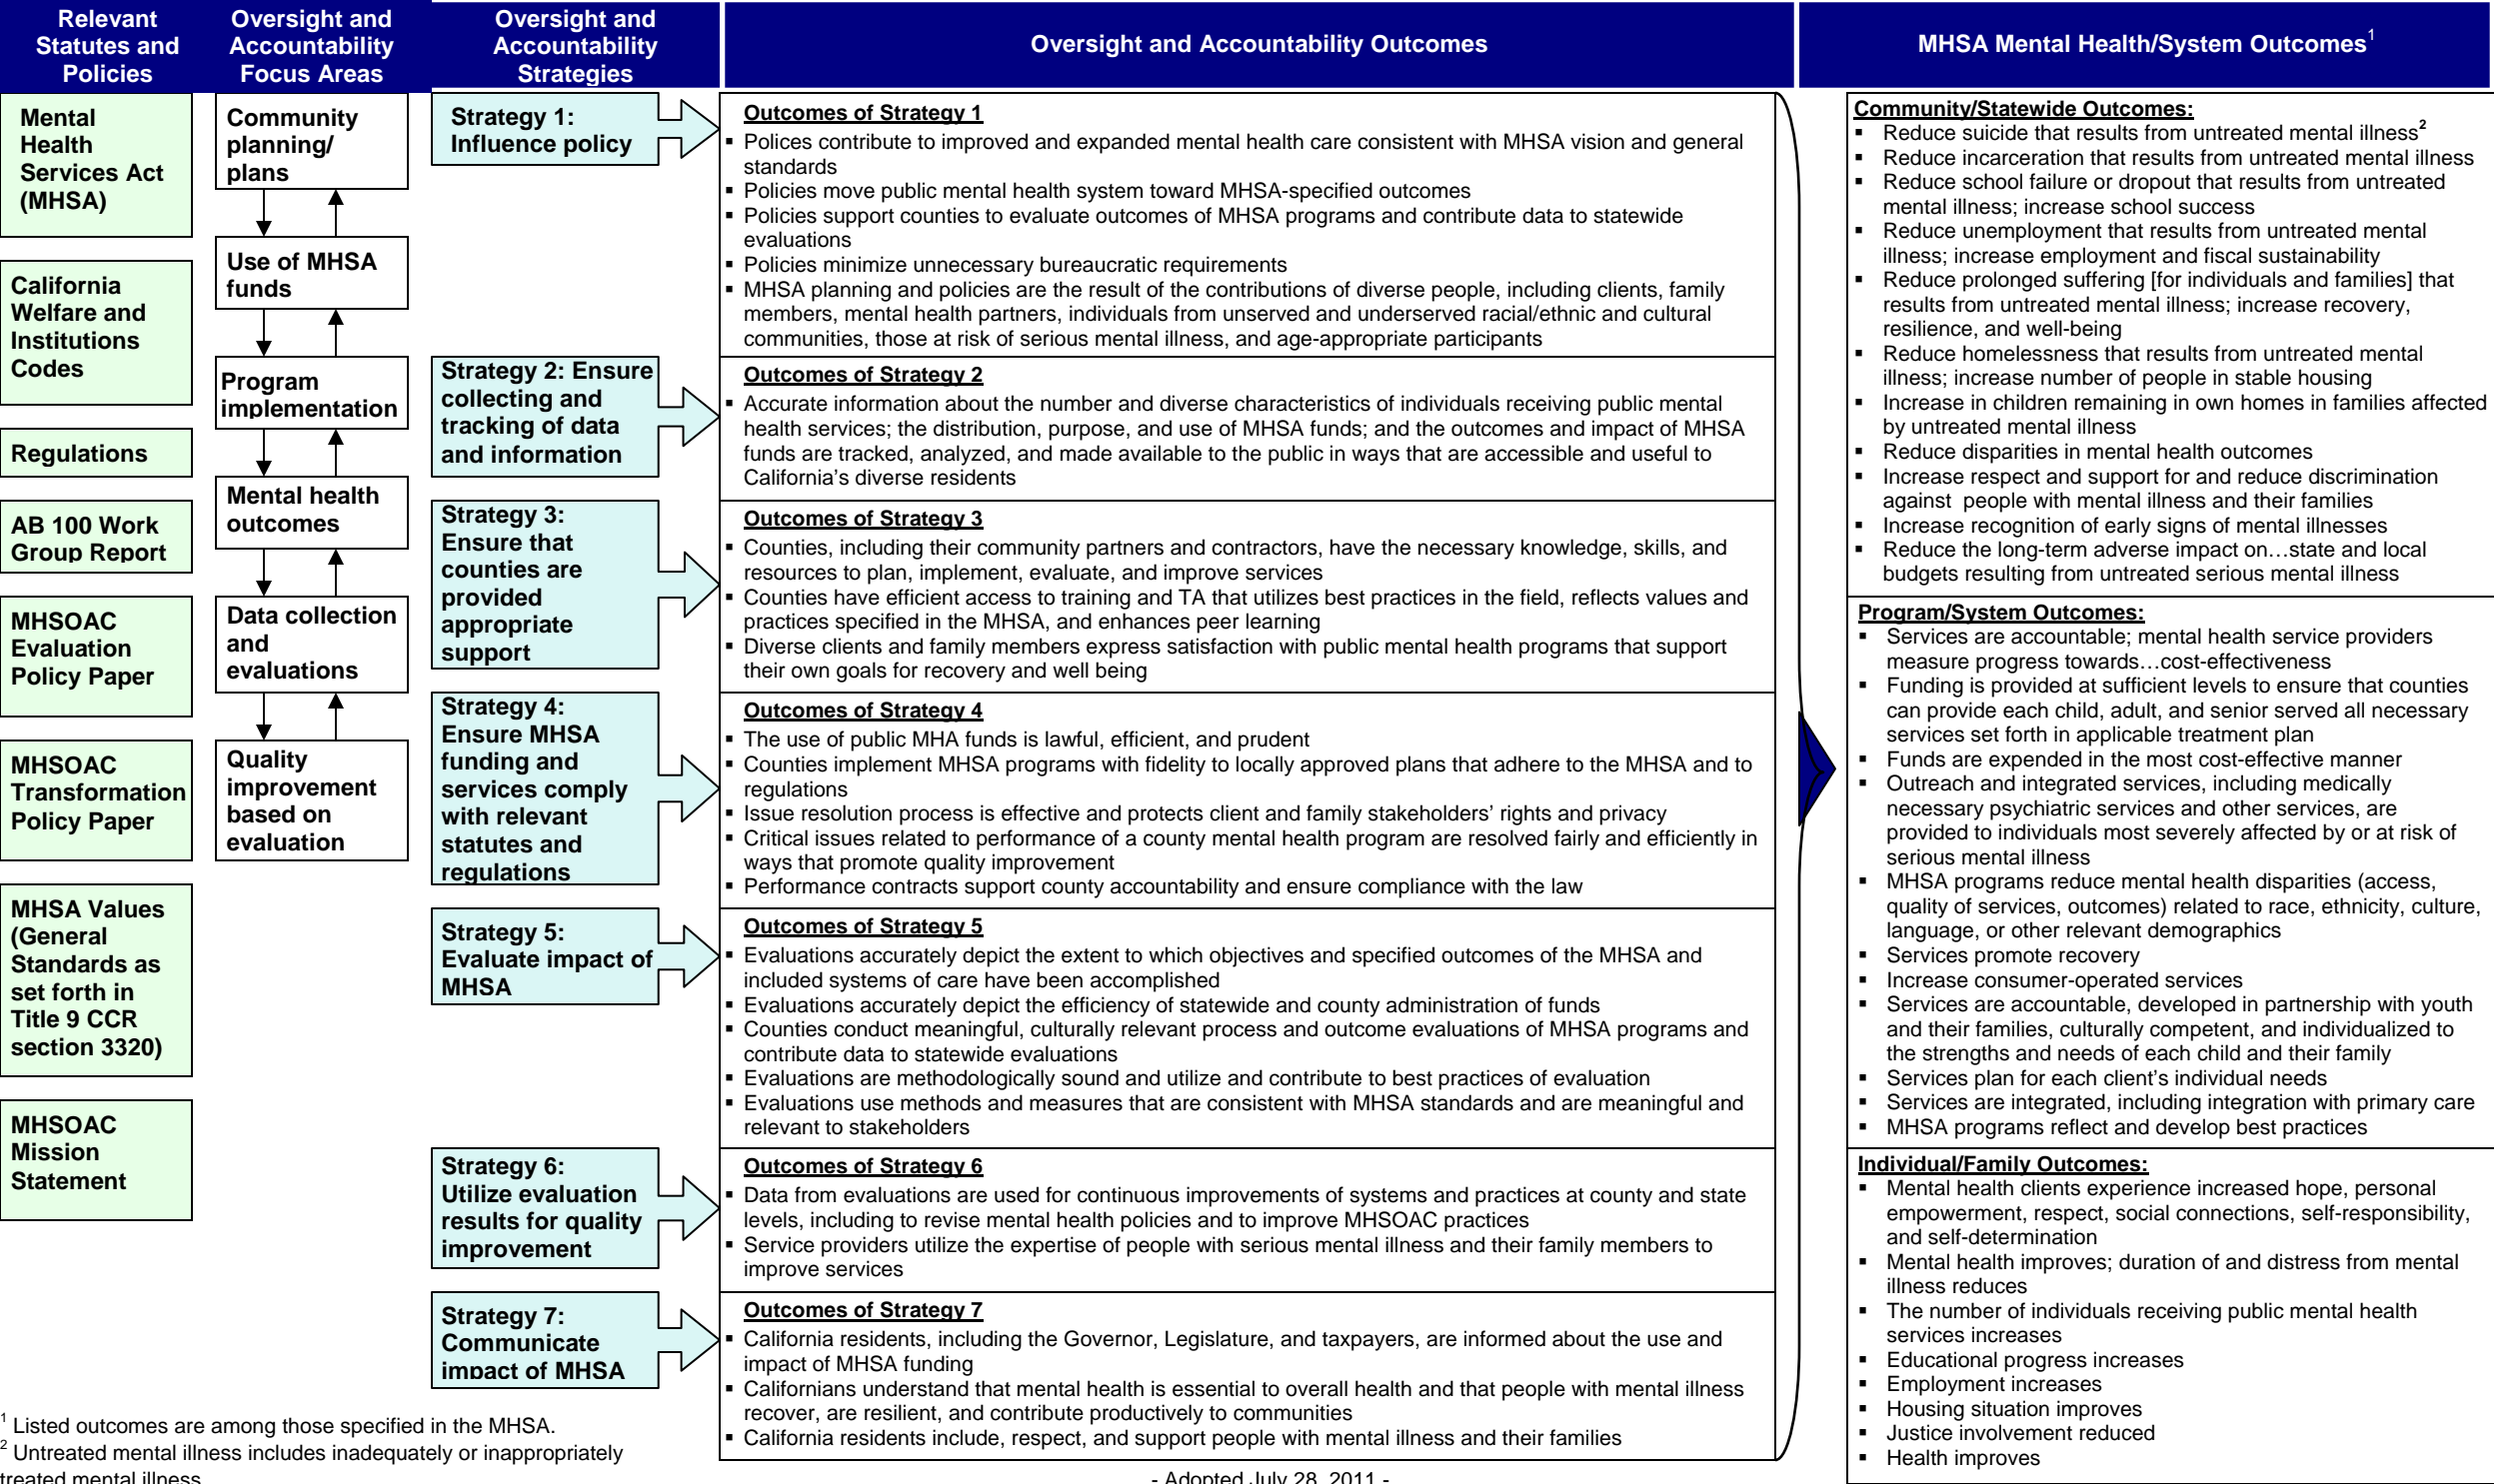 Relevant
Statutes and
Policies
Oversight and
Accountability
Focus Areas
Oversight and
Accountability
Strategies
Oversight and Accountability Outcomes
MHSA Mental Health/System Outcomes1
Mental
Health
Services Act
(MHSA)
California
Welfare and
Institutions
Codes
Regulations
AB 100 Work
Group Report
MHSOAC
Evaluation
Policy Paper
MHSOAC
Transformation
Policy Paper
MHSA Values
(General
Standards as
set forth in
Title 9 CCR
section 3320)
MHSOAC
Mission
Statement
Community
planning/
plans
Use of MHSA
funds
Program
implementation
Mental health
outcomes
Data collection
and
evaluations
Quality
improvement
based on
evaluation
Strategy 1:
Influence policy
Outcomes of Strategy 1
▪ Polices contribute to improved and expanded mental health care consistent with MHSA vision and general
standards
▪ Policies move public mental health system toward MHSA-specified outcomes
▪ Policies support counties to evaluate outcomes of MHSA programs and contribute data to statewide
evaluations
▪ Policies minimize unnecessary bureaucratic requirements
▪ MHSA planning and policies are the result of the contributions of diverse people, including clients, family
members, mental health partners, individuals from unserved and underserved racial/ethnic and cultural
communities, those at risk of serious mental illness, and age-appropriate participants
Strategy 2: Ensure
collecting and
tracking of data
and information
Outcomes of Strategy 2
▪ Accurate information about the number and diverse characteristics of individuals receiving public mental
health services; the distribution, purpose, and use of MHSA funds; and the outcomes and impact of MHSA
funds are tracked, analyzed, and made available to the public in ways that are accessible and useful to
California's diverse residents
Strategy 3:
Ensure that
counties are
provided
appropriate
support
Outcomes of Strategy 3
▪ Counties, including their community partners and contractors, have the necessary knowledge, skills, and
resources to plan, implement, evaluate, and improve services
▪ Counties have efficient access to training and TA that utilizes best practices in the field, reflects values and
practices specified in the MHSA, and enhances peer learning
▪ Diverse clients and family members express satisfaction with public mental health programs that support
their own goals for recovery and well being
Strategy 4:
Ensure MHSA
funding and
services comply
with relevant
statutes and
regulations
Outcomes of Strategy 4
▪ The use of public MHA funds is lawful, efficient, and prudent
▪ Counties implement MHSA programs with fidelity to locally approved plans that adhere to the MHSA and to
regulations
▪ Issue resolution process is effective and protects client and family stakeholders' rights and privacy
▪ Critical issues related to performance of a county mental health program are resolved fairly and efficiently in
ways that promote quality improvement
▪ Performance contracts support county accountability and ensure compliance with the law
Strategy 5:
Evaluate impact of
MHSA
Outcomes of Strategy 5
▪ Evaluations accurately depict the extent to which objectives and specified outcomes of the MHSA and
included systems of care have been accomplished
▪ Evaluations accurately depict the efficiency of statewide and county administration of funds
▪ Counties conduct meaningful, culturally relevant process and outcome evaluations of MHSA programs and
contribute data to statewide evaluations
▪ Evaluations are methodologically sound and utilize and contribute to best practices of evaluation
▪ Evaluations use methods and measures that are consistent with MHSA standards and are meaningful and
relevant to stakeholders
Strategy 6:
Utilize evaluation
results for quality
improvement
Outcomes of Strategy 6
▪ Data from evaluations are used for continuous improvements of systems and practices at county and state
levels, including to revise mental health policies and to improve MHSOAC practices
▪ Service providers utilize the expertise of people with serious mental illness and their family members to
improve services
Strategy 7:
Communicate
impact of MHSA
Outcomes of Strategy 7
▪ California residents, including the Governor, Legislature, and taxpayers, are informed about the use and
impact of MHSA funding
▪ Californians understand that mental health is essential to overall health and that people with mental illness
recover, are resilient, and contribute productively to communities
▪ California residents include, respect, and support people with mental illness and their families
Community/Statewide Outcomes:
▪ Reduce suicide that results from untreated mental illness2
▪ Reduce incarceration that results from untreated mental illness
▪ Reduce school failure or dropout that results from untreated
mental illness; increase school success
▪ Reduce unemployment that results from untreated mental
illness; increase employment and fiscal sustainability
▪ Reduce prolonged suffering [for individuals and families] that
results from untreated mental illness; increase recovery,
resilience, and well-being
▪ Reduce homelessness that results from untreated mental
illness; increase number of people in stable housing
▪ Increase in children remaining in own homes in families affected
by untreated mental illness
▪ Reduce disparities in mental health outcomes
▪ Increase respect and support for and reduce discrimination
against people with mental illness and their families
▪ Increase recognition of early signs of mental illnesses
▪ Reduce the long-term adverse impact on…state and local
budgets resulting from untreated serious mental illness
Program/System Outcomes:
▪ Services are accountable; mental health service providers
measure progress towards…cost-effectiveness
▪ Funding is provided at sufficient levels to ensure that counties
can provide each child, adult, and senior served all necessary
services set forth in applicable treatment plan
▪ Funds are expended in the most cost-effective manner
▪ Outreach and integrated services, including medically
necessary psychiatric services and other services, are
provided to individuals most severely affected by or at risk of
serious mental illness
▪ MHSA programs reduce mental health disparities (access,
quality of services, outcomes) related to race, ethnicity, culture,
language, or other relevant demographics
▪ Services promote recovery
▪ Increase consumer-operated services
▪ Services are accountable, developed in partnership with youth
and their families, culturally competent, and individualized to
the strengths and needs of each child and their family
▪ Services plan for each client's individual needs
▪ Services are integrated, including integration with primary care
▪ MHSA programs reflect and develop best practices
Individual/Family Outcomes:
▪ Mental health clients experience increased hope, personal
empowerment, respect, social connections, self-responsibility,
and self-determination
▪ Mental health improves; duration of and distress from mental
illness reduces
▪ The number of individuals receiving public mental health
services increases
▪ Educational progress increases
▪ Employment increases
▪ Housing situation improves
▪ Justice involvement reduced
▪ Health improves
1 Listed outcomes are among those specified in the MHSA.
2 Untreated mental illness includes inadequately or inappropriately
treated mental illness
- Adopted July 28, 2011 -